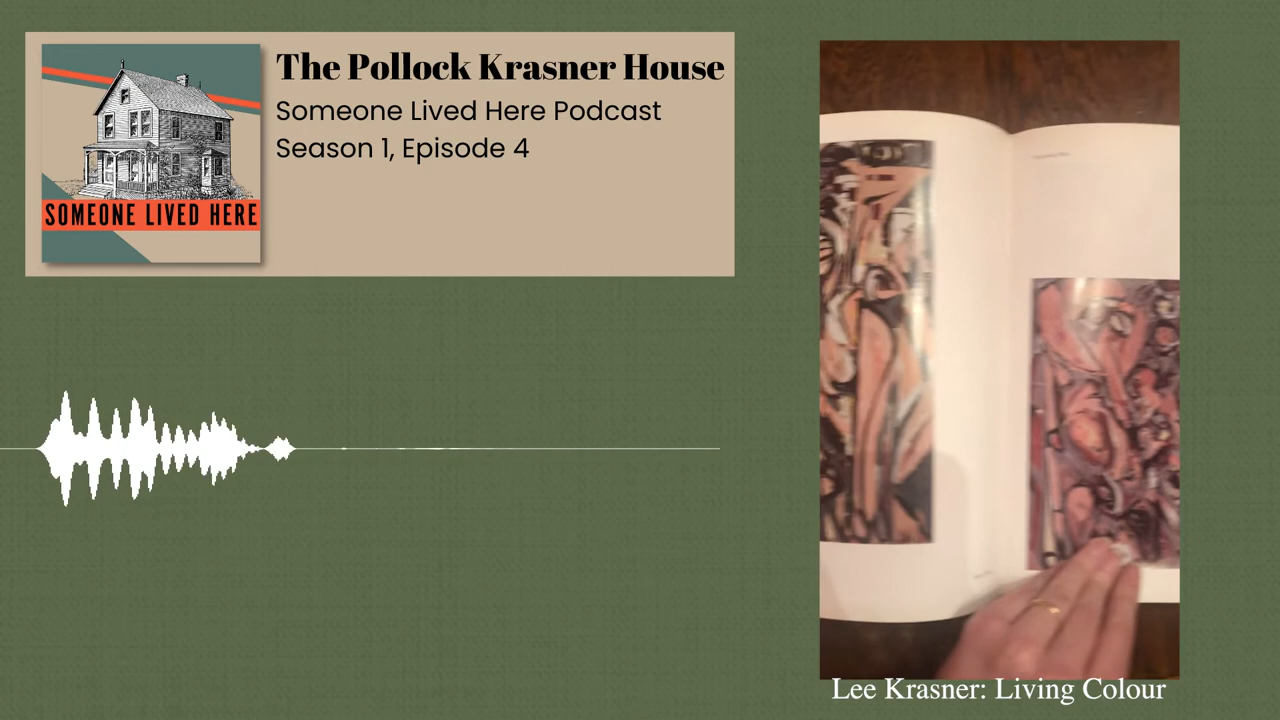 The Pollock Krasner House
Someone Lived Here Podcast
Season 1, Episode 4
SOMEONE LIVED HERE
Lee Krasner: Living Colour